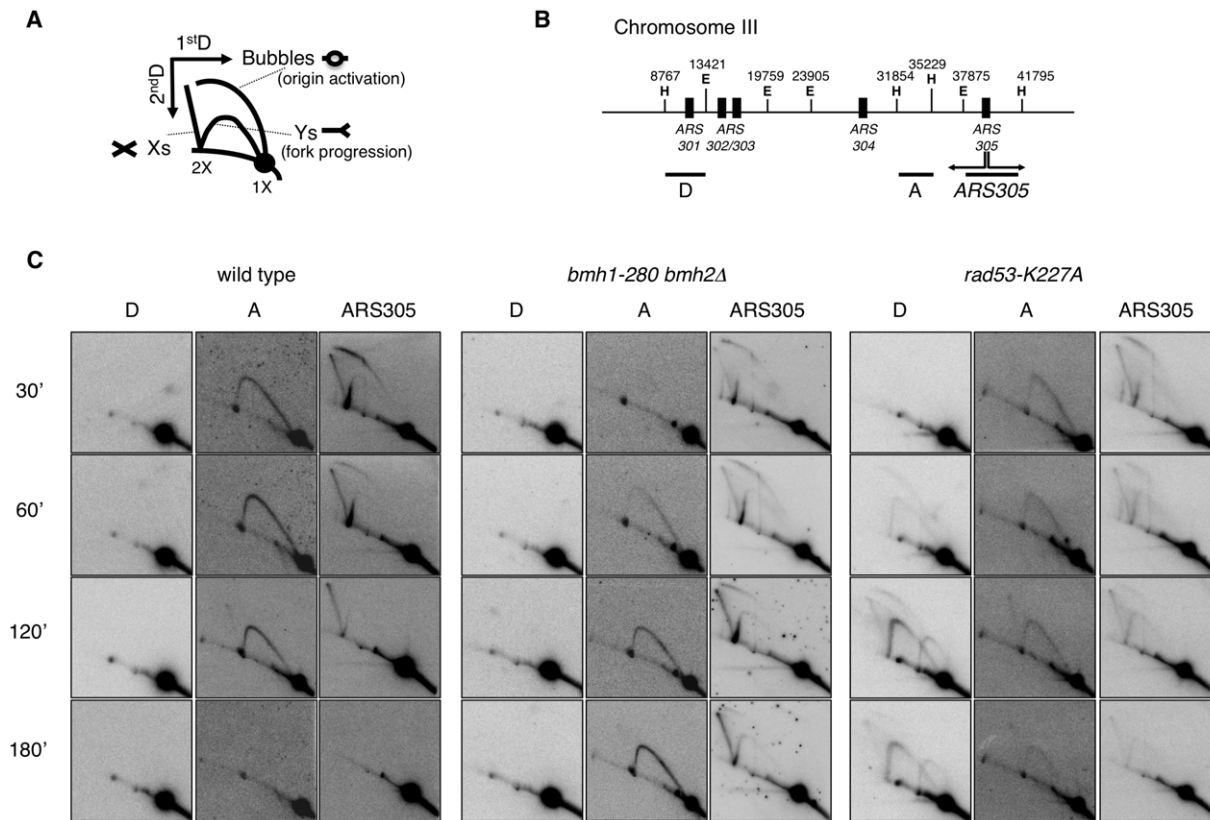 A
1stD
2ndD
Bubbles
(origin activation)
Xs
Ys
(fork progression)
2X
1X
B
Chromosome III
8767 13421 19759 23905 31854 35229 37875 41795
H E E E H H E H
ARS 301 ARS 302/303 ARS 304 ARS 305
D A ARS305
C
wild type bmh1-280 bmh2Δ rad53-K227A
D A ARS305 D A ARS305 D A ARS305
30'
60'
120'
180'